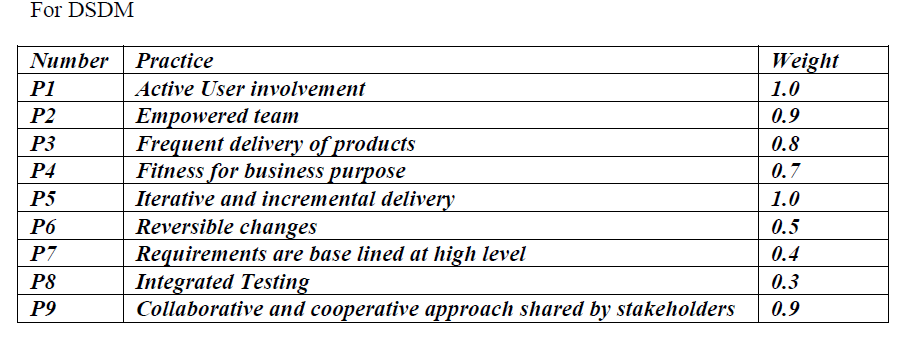 For DSDM
Number Practice Weight
P1 Active User involvement 1.0
P2 Empowered team 0.9
P3 Frequent delivery of products 0.8
P4 Fitness for business purpose 0.7
P5 Iterative and incremental delivery 1.0
P6 Reversible changes 0.5
P7 Requirements are base lined at high level 0.4
P8 Integrated Testing 0.3
P9 Collaborative and cooperative approach shared by stakeholders 0.9